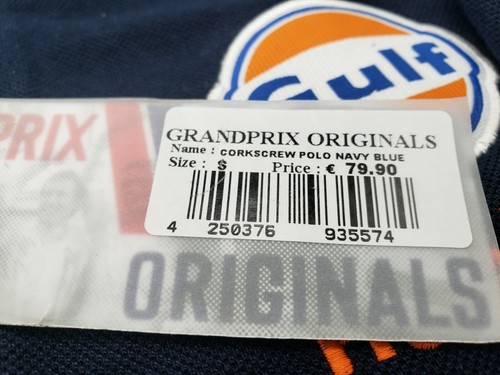 Gulf
PRIX
GRANDPRIX ORIGINALS
Name : CORKSCREW POLO NAVY BLUE
Size : S Price : € 79.90
4 250376 935574
ORIGINALS